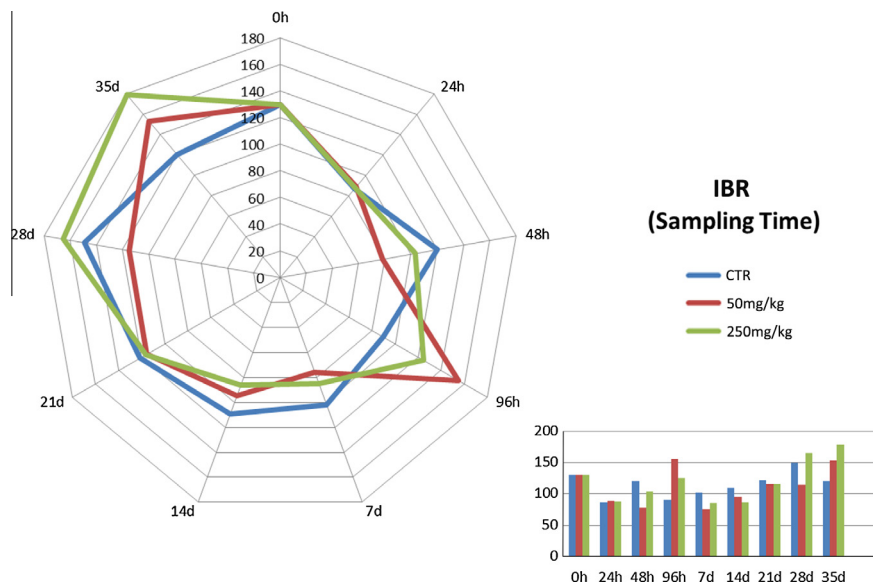 0h
180
160
140
120
100
80
60
40
20
0
24h
48h
96h
7d
14d
21d
28d
35d
IBR
(Sampling Time)
CTR
50mg/kg
250mg/kg
200
150
100
50
0
0h 24h 48h 96h 7d 14d 21d 28d 35d